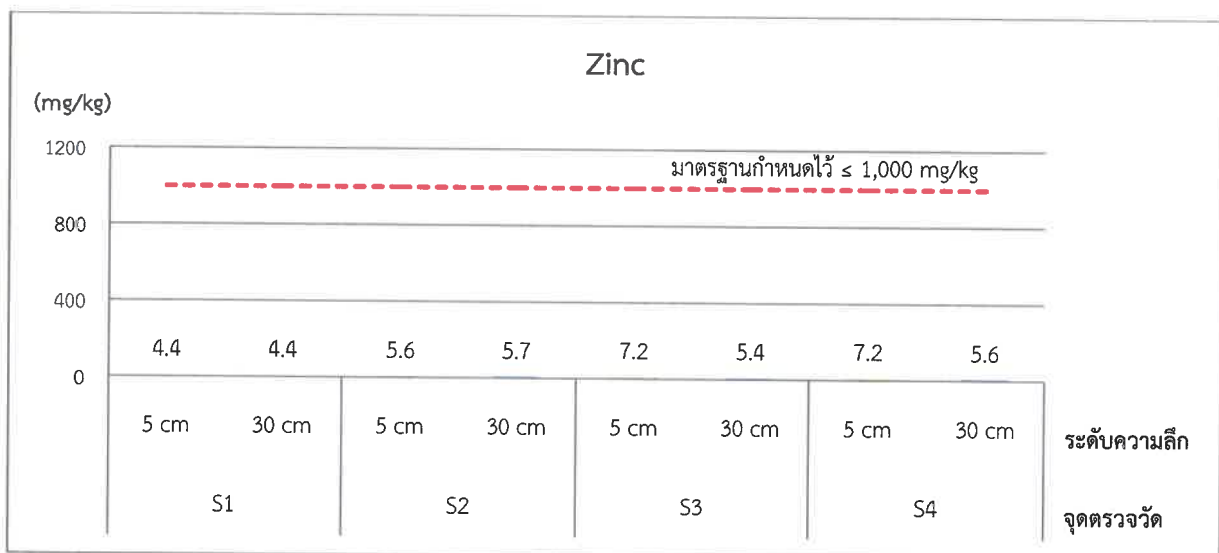 Zinc
(mg/kg)
1200
มาตรฐานกำหนดไว้ ≤ 1,000 mg/kg
800
400
4.4 4.4 5.6 5.7 7.2 5.4 7.2 5.6
0
5 cm 30 cm 5 cm 30 cm 5 cm 30 cm 5 cm 30 cm ระดับความลึก
S1 S2 S3 S4 จุดตรวจวัด